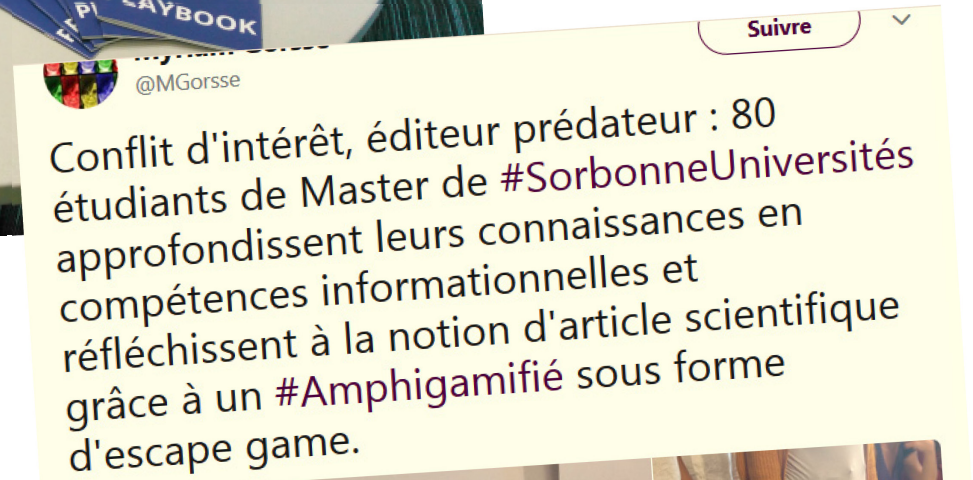 PLAYBOOK
Suivre
@MGorsse
Conflit d'intérêt, éditeur prédateur : 80
étudiants de Master de #SorbonneUniversités
approfondissent leurs connaissances en
compétences informationnelles et
réfléchissent à la notion d'article scientifique
grâce à un #Amphigamifié sous forme
d'escape game.